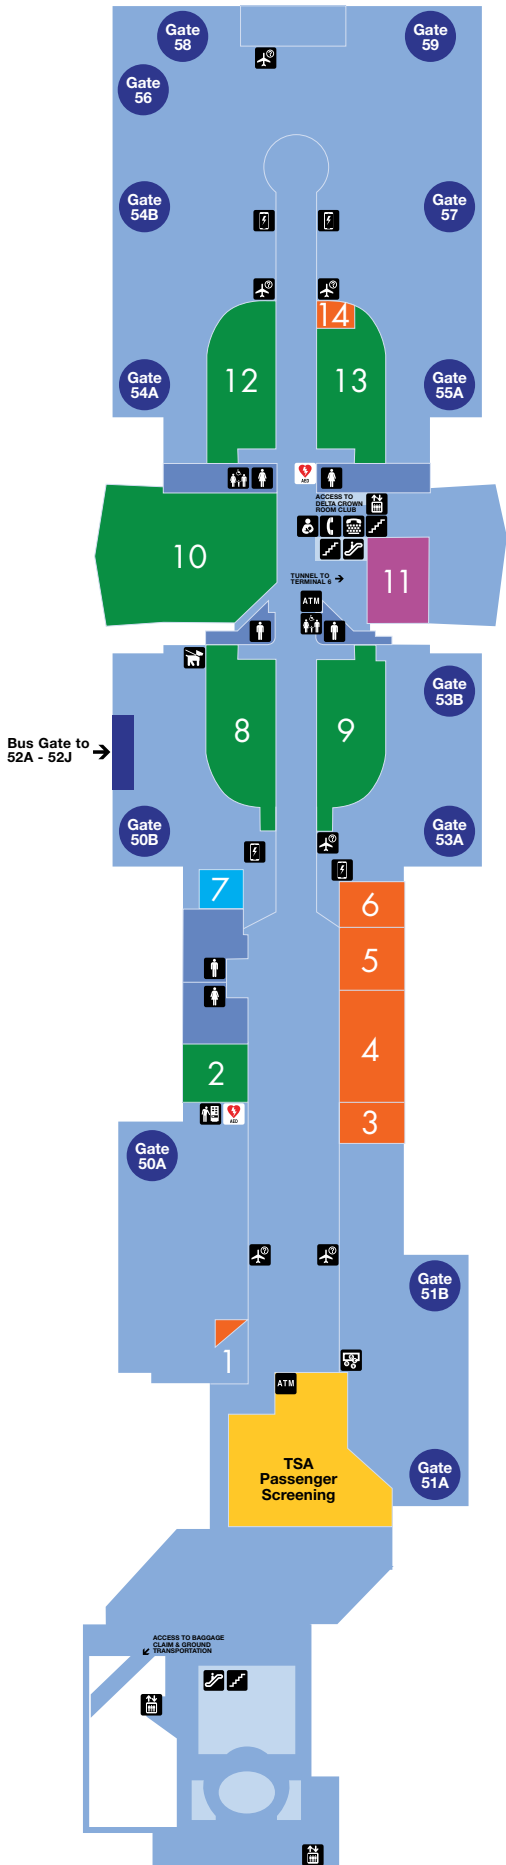 Gate
58
Gate
59
Gate
56
Gate
54B
Gate
57
14
12
13
Gate
54A
Gate
55A
AED
ACCESS TO
DELTA CROWN
ROOM CLUB
10
11
TUNNEL TO
TERMINAL 6
ATM
Gate
53B
8
9
Bus Gate to
52A - 52J
Gate
50B
Gate
53A
7
6
5
4
2
3
AED
Gate
50A
Gate
51B
1
ATM
TSA
Passenger
Screening
Gate
51A
ACCESS TO BAGGAGE
CLAIM & GROUND
TRANSPORTATION